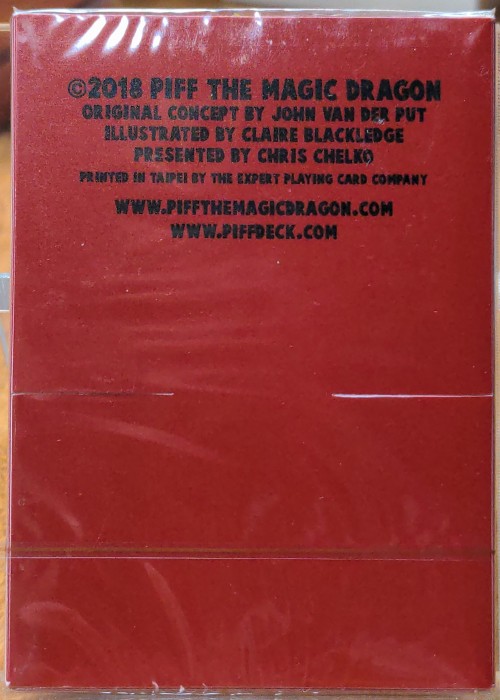 ©2018 PIFF THE MAGIC DRAGON
ORIGINAL CONCEPT BY JOHN VAN DER PUT
ILLUSTRATED BY CLAIRE BLACKLEDGE
PRESENTED BY CHRIS CHELKO
PRINTED IN TAIPEI BY THE EXPERT PLAYING CARD COMPANY
WWW.PIFFTHEMAGICDRAGON.COM
WWW.PIFFDECK.COM